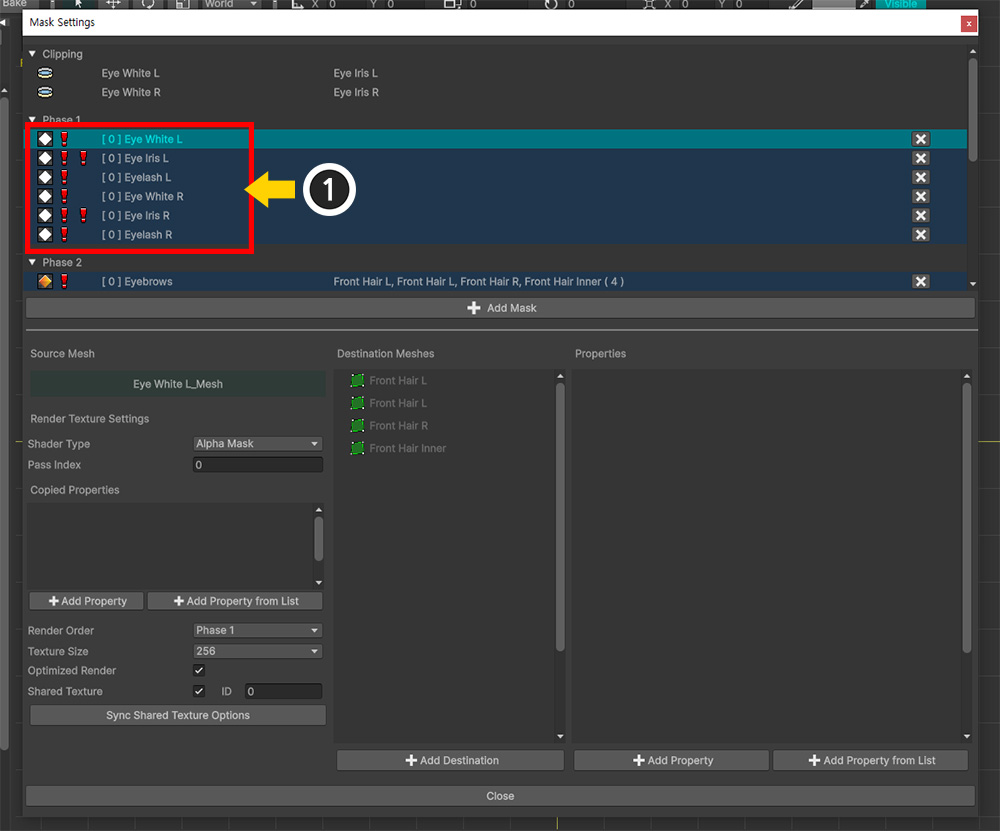 Bake World X 0 Y 0 0 0 X 0 Y 0 Visible
Mask Settings x
Clipping
Eye White L Eye Iris L
Eye White R Eye Iris R
Phase 1
[ 0 ] Eye White L
[ 0 ] Eye Iris L
[ 0 ] Eyelash L
[ 0 ] Eye White R
[ 0 ] Eye Iris R
[ 0 ] Eyelash R
1
Phase 2
[ 0 ] Eyebrows Front Hair L, Front Hair L, Front Hair R, Front Hair Inner ( 4 )
Add Mask
Source Mesh Destination Meshes Properties
Eye White L_Mesh
Front Hair L
Front Hair L
Front Hair R
Front Hair Inner
Render Texture Settings
Shader Type Alpha Mask
Pass Index 0
Copied Properties
Add Property Add Property from List
Render Order Phase 1
Texture Size 256
Optimized Render
Shared Texture ID 0
Sync Shared Texture Options
Add Destination Add Property Add Property from List
Close